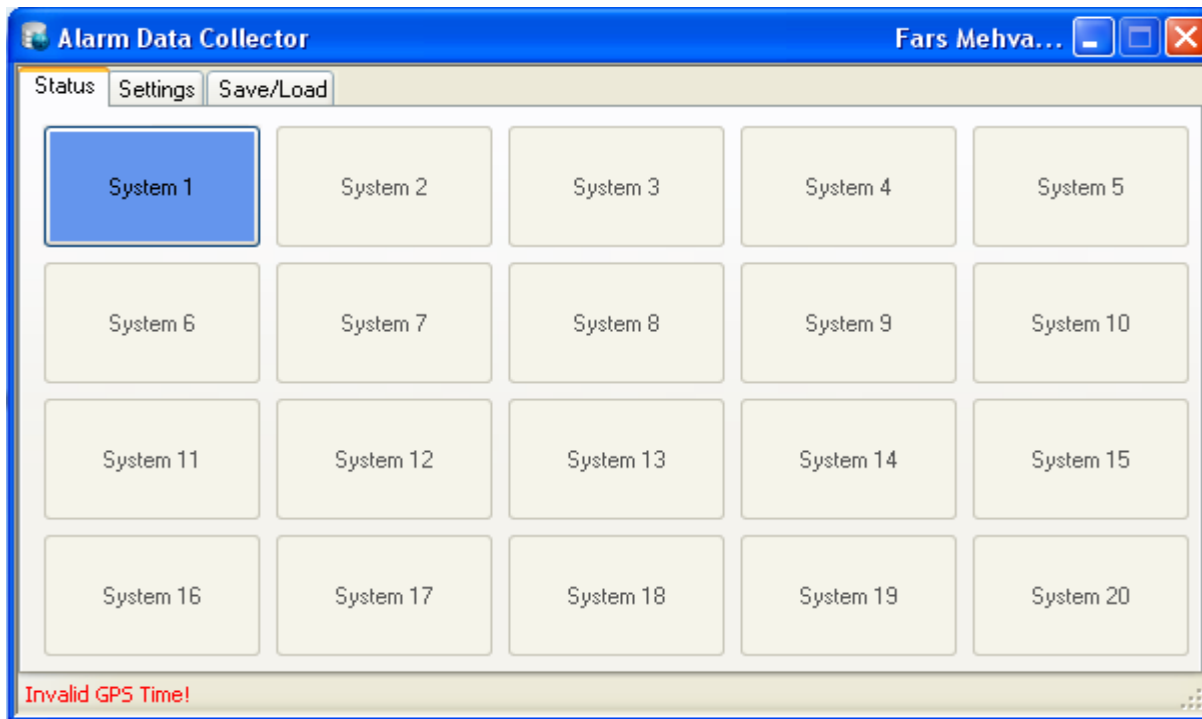 Alarm Data Collector Fars Mehva...
Status Settings Save/Load
System 1 System 2 System 3 System 4 System 5
System 6 System 7 System 8 System 9 System 10
System 11 System 12 System 13 System 14 System 15
System 16 System 17 System 18 System 19 System 20
Invalid GPS Time!